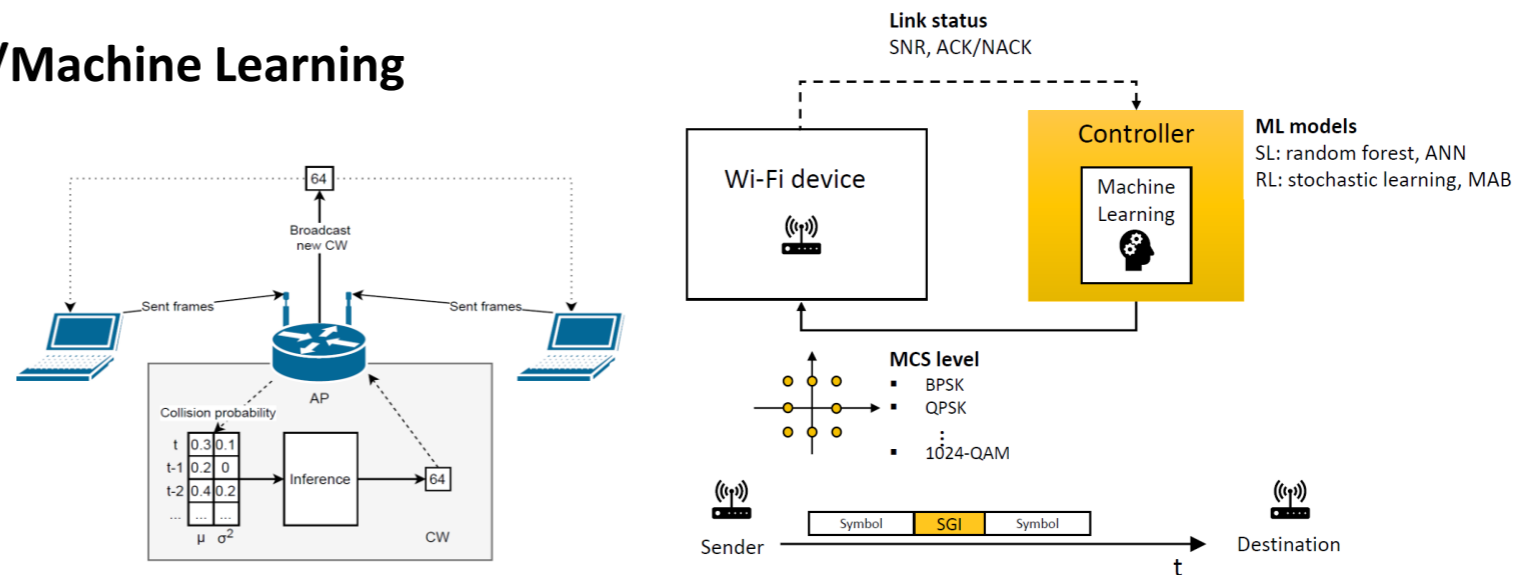 /Machine Learning
64
Broadcast
new CW
Sent frames
Sent frames
AP
Collision probability
t 0.3 0.1
t-1 0.2 0
t-2 0.4 0.2
... ... ...
μ σ²
Inference
64
CW
Link status
SNR, ACK/NACK
Wi-Fi device
Controller
Machine
Learning
ML models
SL: random forest, ANN
RL: stochastic learning, MAB
MCS level
▪ BPSK
▪ QPSK
⋮
▪ 1024-QAM
Symbol SGI Symbol
Sender
t
Destination